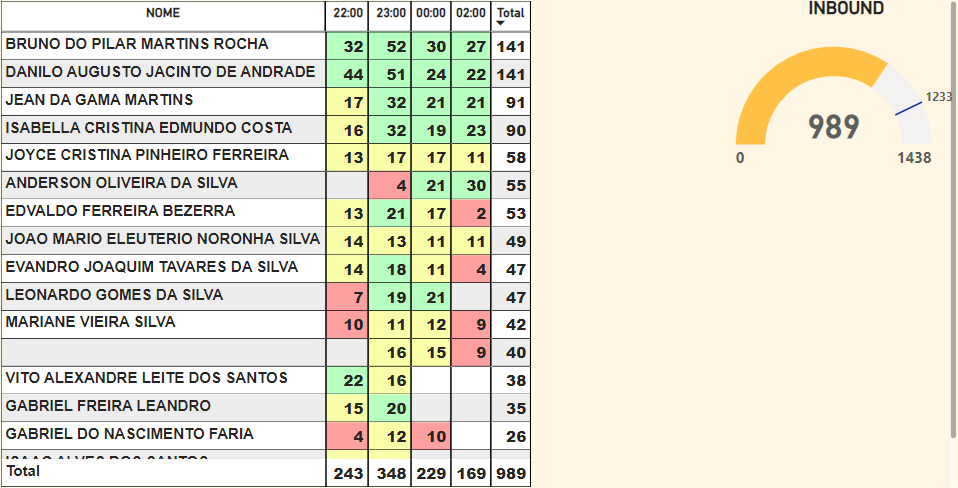 NOME 22:00 23:00 00:00 02:00 Total
BRUNO DO PILAR MARTINS ROCHA 32 52 30 27 141
DANILO AUGUSTO JACINTO DE ANDRADE 44 51 24 22 141
JEAN DA GAMA MARTINS 17 32 21 21 91
ISABELLA CRISTINA EDMUNDO COSTA 16 32 19 23 90
JOYCE CRISTINA PINHEIRO FERREIRA 13 17 17 11 58
ANDERSON OLIVEIRA DA SILVA 4 21 30 55
EDVALDO FERREIRA BEZERRA 13 21 17 2 53
JOAO MARIO ELEUTERIO NORONHA SILVA 14 13 11 11 49
EVANDRO JOAQUIM TAVARES DA SILVA 14 18 11 4 47
LEONARDO GOMES DA SILVA 7 19 21 47
MARIANE VIEIRA SILVA 10 11 12 9 42
16 15 9 40
VITO ALEXANDRE LEITE DOS SANTOS 22 16 38
GABRIEL FREIRA LEANDRO 15 20 35
GABRIEL DO NASCIMENTO FARIA 4 12 10 26
Total 243 348 229 169 989
INBOUND
1233
989
0 1438